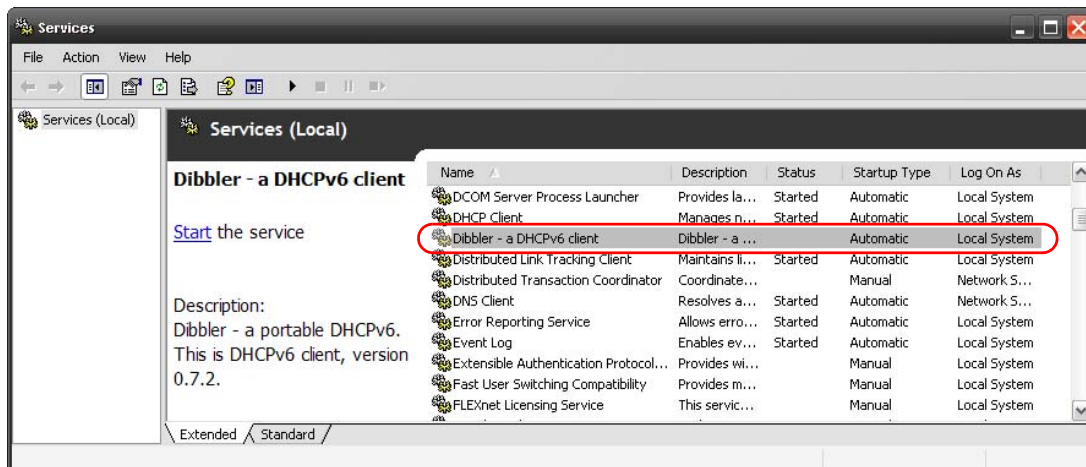 Services
File Action View Help
Services (Local)
Services (Local)
Dibbler - a DHCPv6 client
Start the service
Description:
Dibbler - a portable DHCPv6.
This is DHCPv6 client, version
0.7.2.
Name Description Status Startup Type Log On As
DCOM Server Process Launcher Provides la... Started Automatic Local System
DHCP Client Manages n... Started Automatic Local System
Dibbler - a DHCPv6 client Dibbler - a ... Automatic Local System
Distributed Link Tracking Client Maintains li... Started Automatic Local System
Distributed Transaction Coordinator Coordinate... Manual Network S...
DNS Client Resolves a... Started Automatic Network S...
Error Reporting Service Allows erro... Started Automatic Local System
Event Log Enables ev... Started Automatic Local System
Extensible Authentication Protocol... Provides wi... Manual Local System
Fast User Switching Compatibility Provides m... Manual Local System
FLEXnet Licensing Service This servic... Manual Local System
Extended Standard